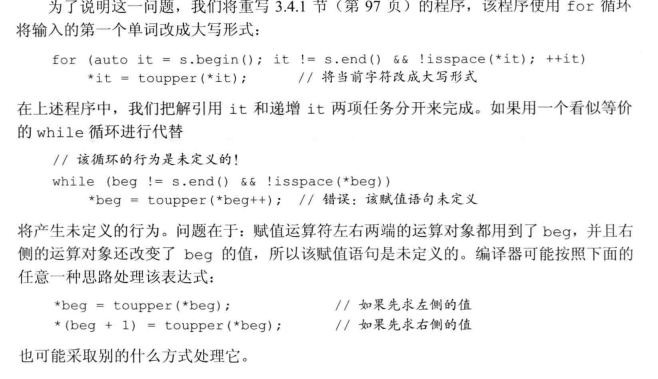 为了说明这一问题，我们将重写 3.4.1 节（第 97 页）的程序，该程序使用 for 循环
将输入的第一个单词改成大写形式：
for (auto it = s.begin(); it != s.end() && !isspace(*it); ++it)
*it = toupper(*it); // 将当前字符改成大写形式
在上述程序中，我们把解引用 it 和递增 it 两项任务分开来完成。如果用一个看似等价
的 while 循环进行代替
// 该循环的行为是未定义的！
while (beg != s.end() && !isspace(*beg))
*beg = toupper(*beg++); // 错误：该赋值语句未定义
将产生未定义的行为。问题在于：赋值运算符左右两端的运算对象都用到了 beg，并且右
侧的运算对象还改变了 beg 的值，所以该赋值语句是未定义的。编译器可能按照下面的
任意一种思路处理该表达式：
*beg = toupper(*beg); // 如果先求左侧的值
*(beg + 1) = toupper(*beg); // 如果先求右侧的值
也可能采取别的什么方式处理它。